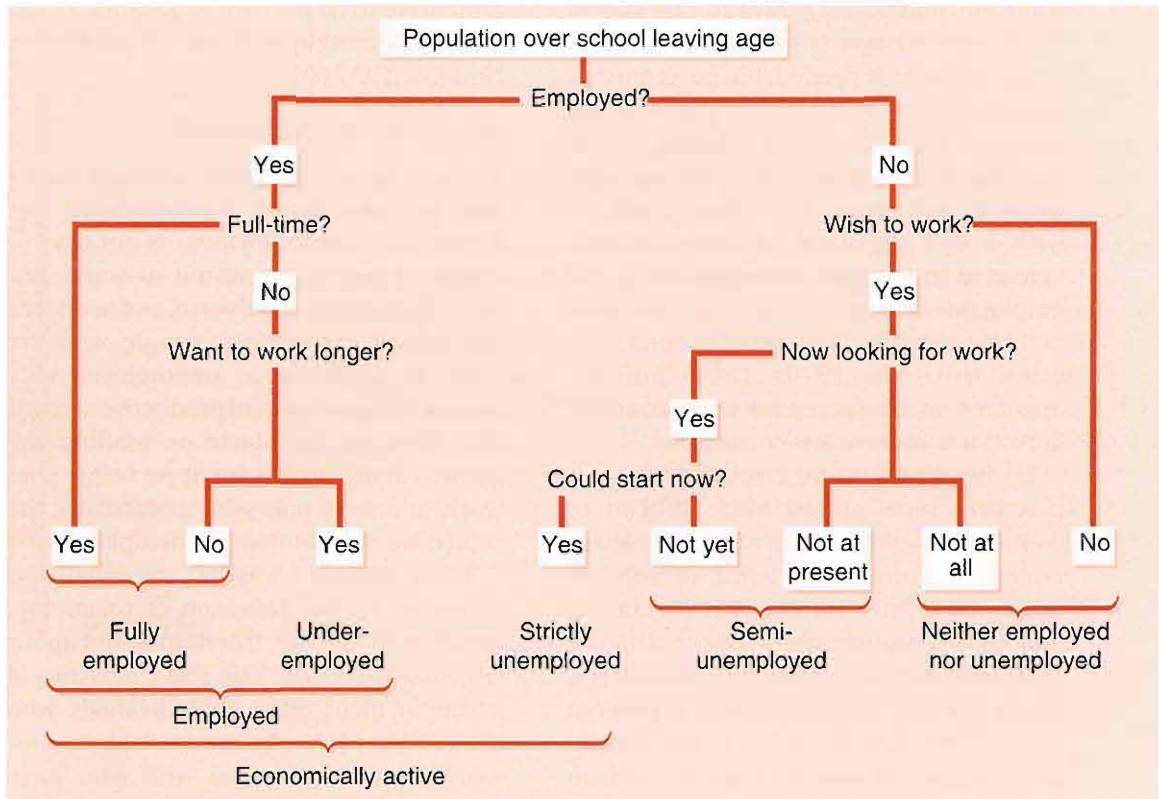 Population over school leaving age
Employed?
Yes
No
Full-time?
Wish to work?
No
Yes
Want to work longer?
Now looking for work?
Yes
Could start now?
Yes
No
Yes
Yes
Not yet
Not at
present
Not at
all
No
Fully
employed
Under-
employed
Strictly
unemployed
Semi-
unemployed
Neither employed
nor unemployed
Employed
Economically active